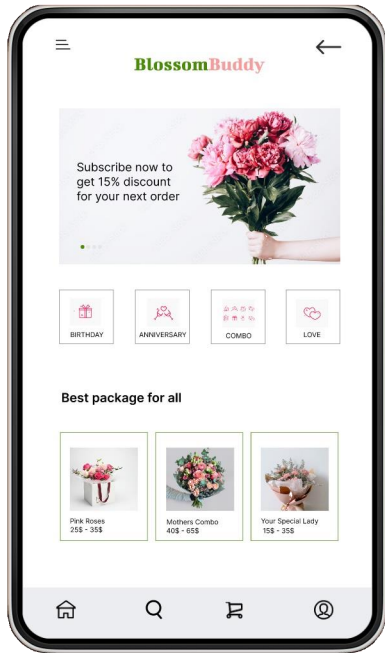 BlossomBuddy
Subscribe now to
get 15% discount
for your next order
BIRTHDAY
ANNIVERSARY
COMBO
LOVE
Best package for all
Pink Roses
25$ - 35$
Mothers Combo
40$ - 65$
Your Special Lady
15$ - 35$